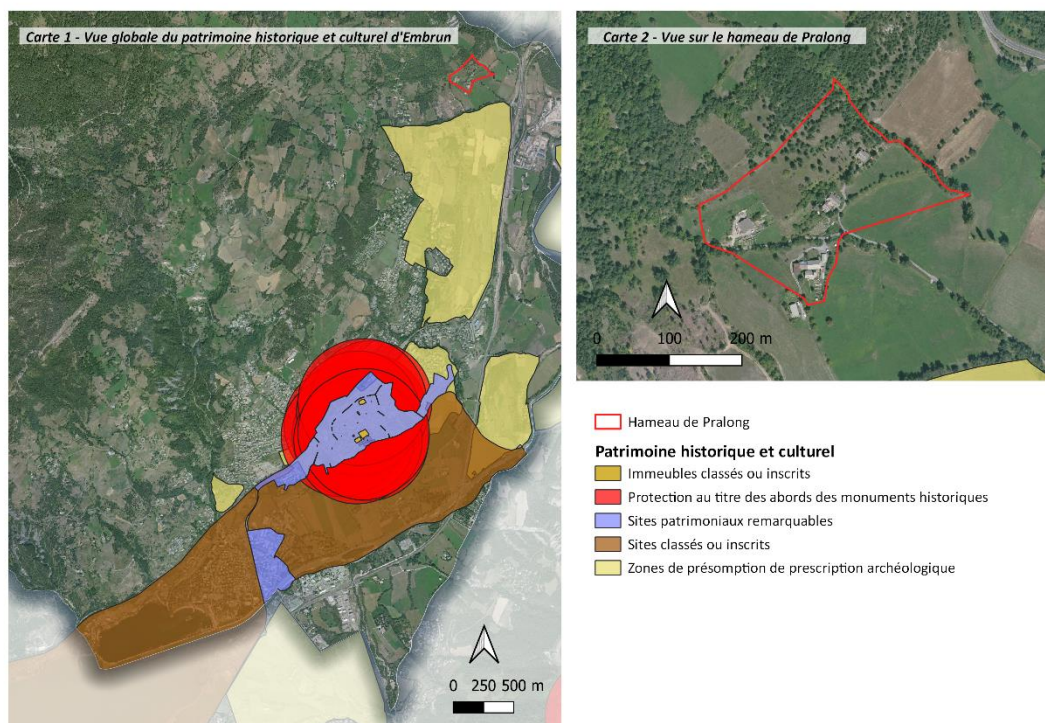 Carte 1 - Vue globale du patrimoine historique et culturel d'Embrun
0 250 500 m
Carte 2 - Vue sur le hameau de Pralong
0 100 200 m
Hameau de Pralong
Patrimoine historique et culturel
Immeubles classés ou inscrits
Protection au titre des abords des monuments historiques
Sites patrimoniaux remarquables
Sites classés ou inscrits
Zones de présomption de prescription archéologique